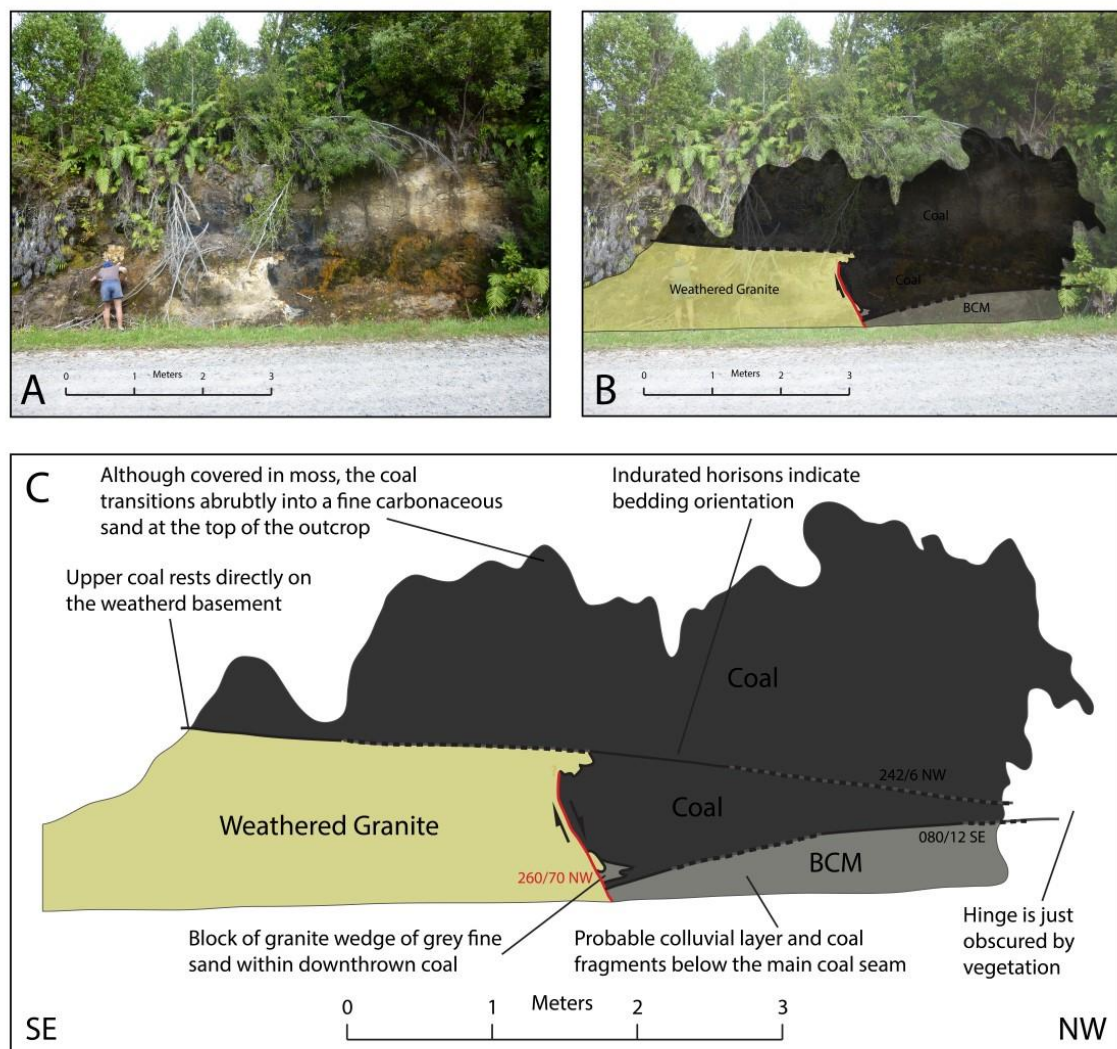 A
0 1 Meters 2 3
B
Coal
Coal
Weathered Granite
BCM
0 1 Meters 2 3
C
Although covered in moss, the coal
transitions abrubtly into a fine carbonaceous
sand at the top of the outcrop
Indurated horisons indicate
bedding orientation
Upper coal rests directly on
the weatherd basement
Coal
242/6 NW
Coal
Weathered Granite
080/12 SE
BCM
260/70 NW
Block of granite wedge of grey fine
sand within downthrown coal
Probable colluvial layer and coal
fragments below the main coal seam
Hinge is just
obscured by
vegetation
Meters
0 1 2 3
SE
NW